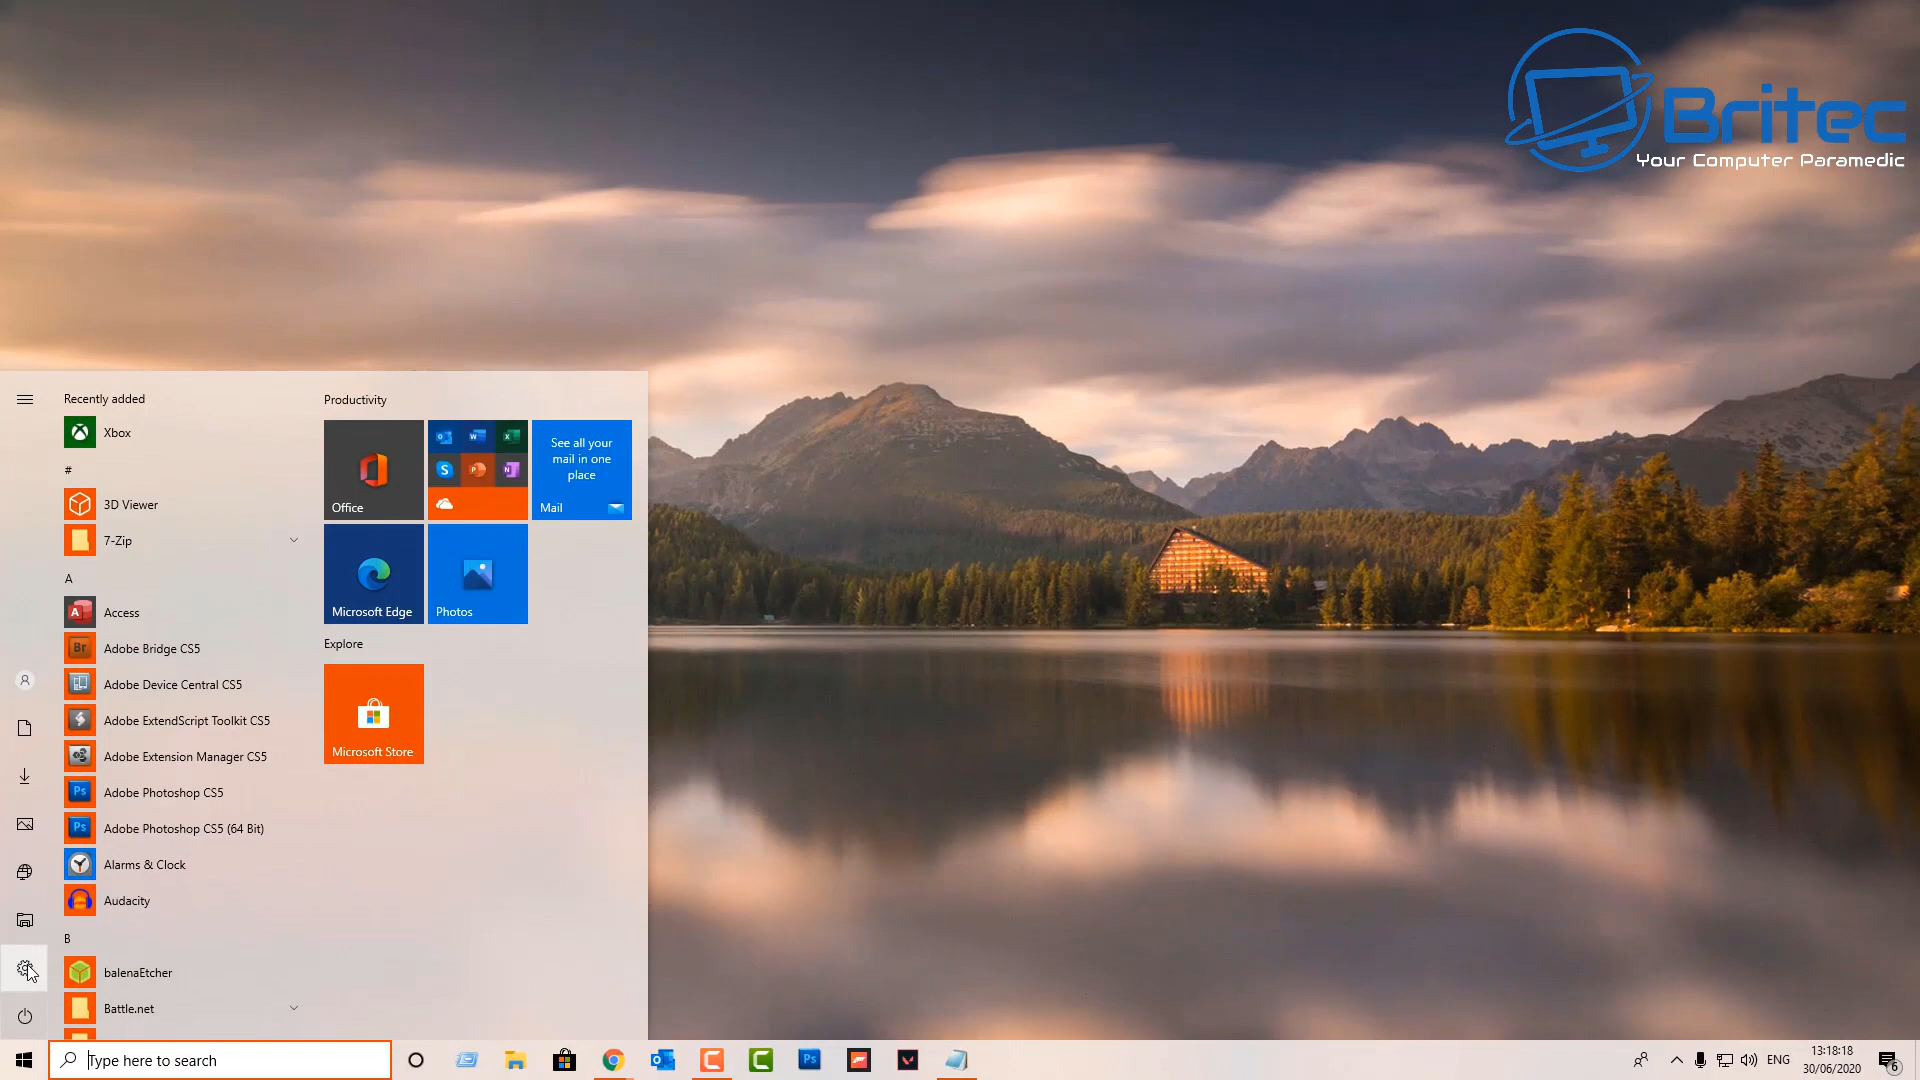 Britec
Your Computer Paramedic
Recently added
Xbox
#
3D Viewer
7-Zip
A
Access
Adobe Bridge CS5
Adobe Device Central CS5
Adobe ExtendScript Toolkit CS5
Adobe Extension Manager CS5
Adobe Photoshop CS5
Adobe Photoshop CS5 (64 Bit)
Alarms & Clock
Audacity
B
balenaEtcher
Battle.net
Productivity
Office
See all your
mail in one
place
Mail
Microsoft Edge
Photos
Explore
Microsoft Store
Type here to search
ENG
13:18:18
30/06/2020
6